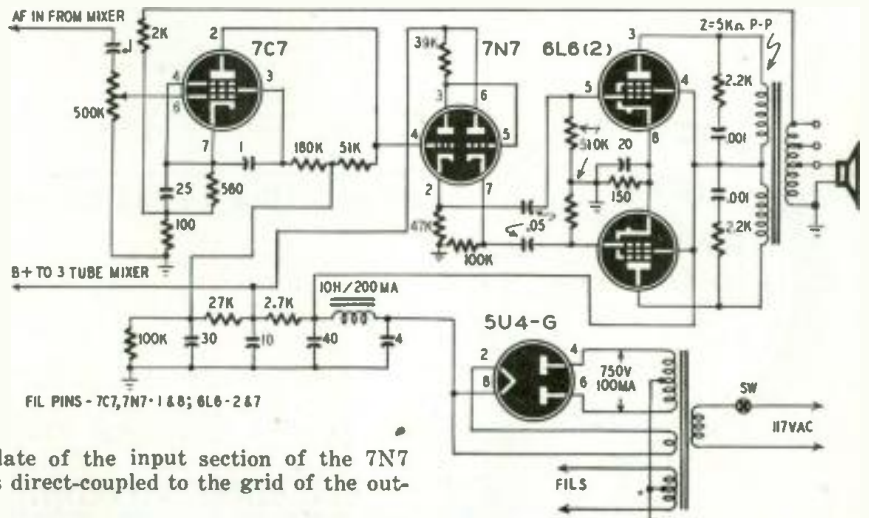 AF IN FROM MIXER
.1
2K
2
7C7
4
3
6
500K
7
1
180K
51K
25
560
100
39K
7N7
3
6
4
5
2
7
47K
100K
.05
6L6(2)
3
5
4
8
510K
20
150
Z=5KΩ P-P
2.2K
.001
.001
2.2K
B+ TO 3 TUBE MIXER
10H/200 MA
27K
2.7K
100K
30
10
40
4
5U4-G
2
8
4
6
750V
100MA
SW
117VAC
FILS
FIL PINS - 7C7, 7N7 - 1 & 8; 6L6 - 2 & 7
late of the input section of the 7N7
s direct-coupled to the grid of the out-